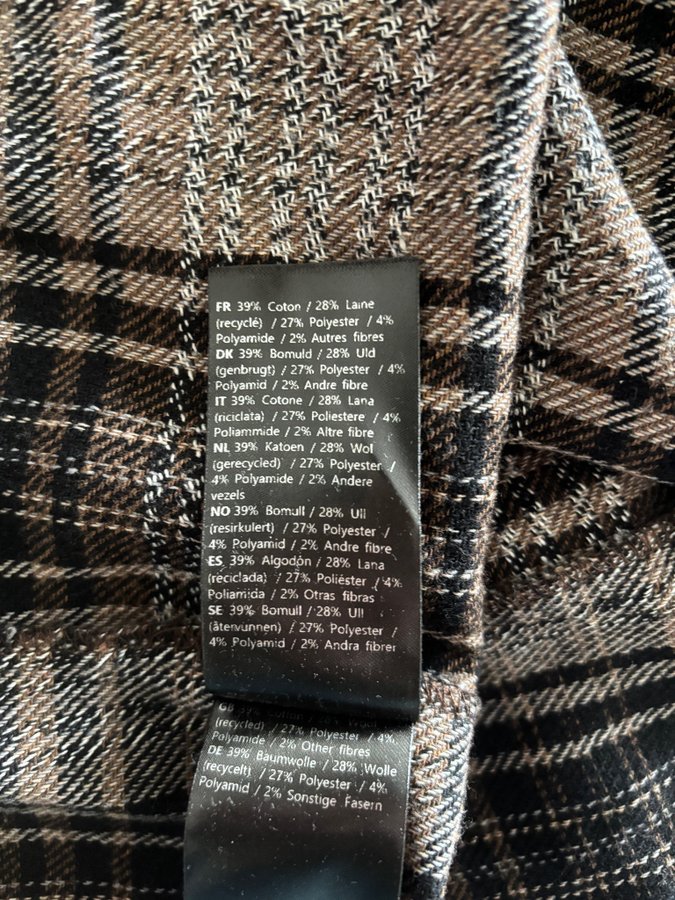 FR 39% Coton / 28% Laine
(recyclé) / 27% Polyester / 4%
Polyamide / 2% Autres fibres
DK 39% Bomuld / 28% Uld
(genbrugt) / 27% Polyester / 4%
Polyamid / 2% Andre fibre
IT 39% Cotone / 28% Lana
(riciclata) / 27% Poliestere / 4%
Poliammide / 2% Altre fibre
NL 39% Katoen / 28% Wol
(gerecycled) / 27% Polyester /
4% Polyamide / 2% Andere
vezels
NO 39% Bomull / 28% Ull
(resirkulert) / 27% Polyester /
4% Polyamid / 2% Andre fibre
ES 39% Algodón / 28% Lana
(reciclada) / 27% Poliéster / 4%
Poliamida / 2% Otras fibras
SE 39% Bomull / 28% Ull
(återvunnen) / 27% Polyester /
4% Polyamid / 2% Andra fibrer
GB 39% Cotton / 28% Wool
(recycled) / 27% Polyester / 4%
Polyamide / 2% Other fibres
DE 39% Baumwolle / 28% Wolle
(recycelt) / 27% Polyester / 4%
Polyamid / 2% Sonstige Fasern